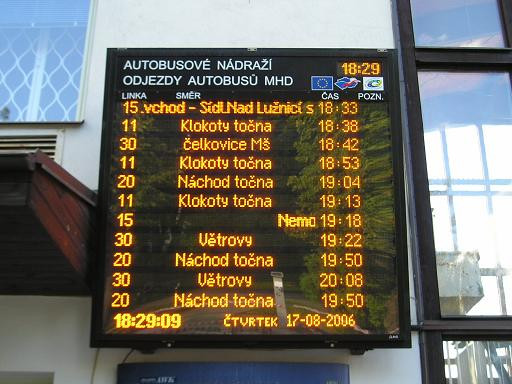 AUTOBUSOVÉ NÁDRAŽÍ 18:29
ODJEZDY AUTOBUSŮ MHD
LINKA SMĚR ČAS POZN.
15 .vchod - Sídl.Nad Lužnicí s 18:33
11 Klokoty točna 18:38
30 čelkovice Mš 18:42
11 Klokoty točna 18:53
20 Náchod točna 19:04
11 Klokoty točna 19:13
15 Nemo 19:18
30 Větrovy 19:22
20 Náchod točna 19:50
30 Větrovy 20:08
20 Náchod točna 19:50
18:29:09 ČTVRTEK 17-08-2006